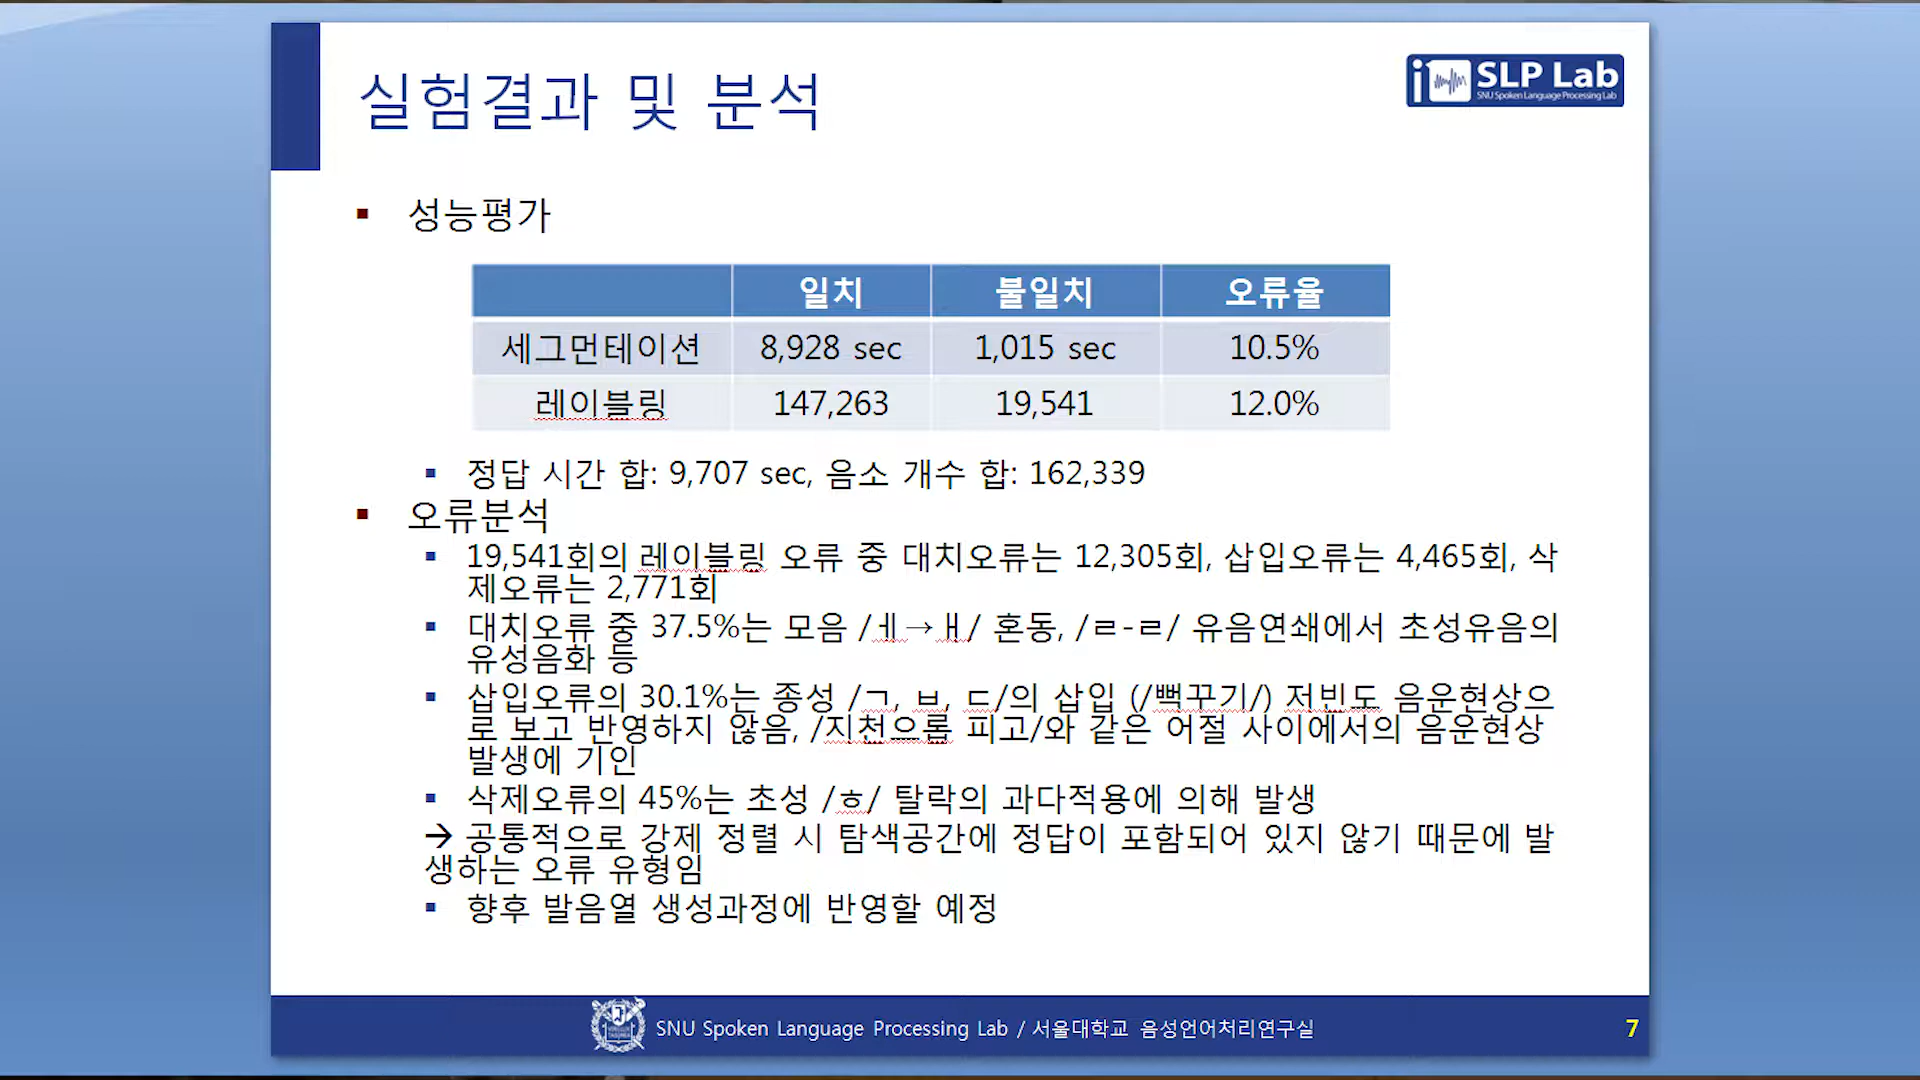 실험결과 및 분석
SLP Lab
SNU Spoken Language Processing Lab
성능평가
일치 불일치 오류율
세그먼테이션 8,928 sec 1,015 sec 10.5%
레이블링 147,263 19,541 12.0%
정답 시간 합: 9,707 sec, 음소 개수 합: 162,339
오류분석
19,541회의 레이블링 오류 중 대치오류는 12,305회, 삽입오류는 4,465회, 삭
제오류는 2,771회
대치오류 중 37.5%는 모음 /ㅔ→ㅐ/ 혼동, /ㄹ-ㄹ/ 유음연쇄에서 초성유음의
유성음화 등
삽입오류의 30.1%는 종성 /ㄱ, ㅂ, ㄷ/의 삽입 (/뻑꾸기/) 저빈도 음운현상으
로 보고 반영하지 않음, /지천으롭 피고/와 같은 어절 사이에서의 음운현상
발생에 기인
삭제오류의 45%는 초성 /ㅎ/ 탈락의 과다적용에 의해 발생
→ 공통적으로 강제 정렬 시 탐색공간에 정답이 포함되어 있지 않기 때문에 발
생하는 오류 유형임
향후 발음열 생성과정에 반영할 예정
SNU Spoken Language Processing Lab / 서울대학교 음성언어처리연구실
7